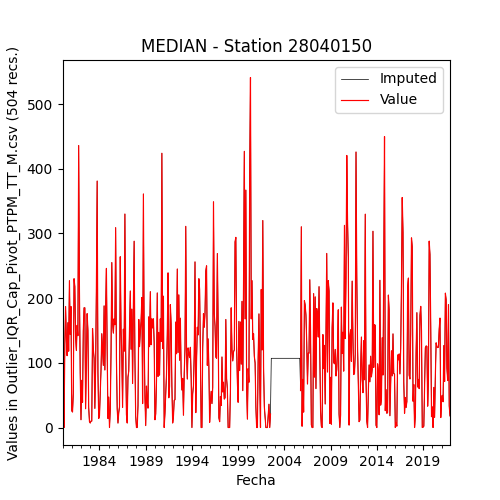 MEDIAN - Station 28040150
Imputed
Value
Values in Outlier_IQR_Cap_Pivot_PTPM_TT_M.csv (504 recs.)
500
400
300
200
100
0
1984 1989 1994 1999 2004 2009 2014 2019
Fecha